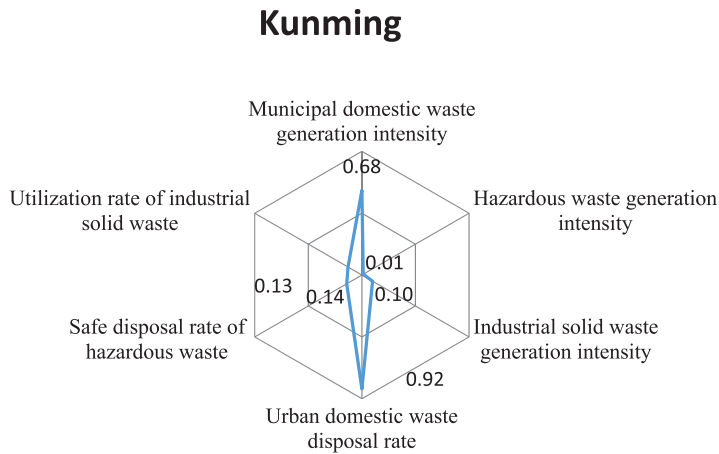 Kunming
Municipal domestic waste
generation intensity
0.68
Utilization rate of industrial
solid waste
Hazardous waste generation
intensity
0.01
0.13
0.14
0.10
Safe disposal rate of
hazardous waste
Industrial solid waste
generation intensity
0.92
Urban domestic waste
disposal rate